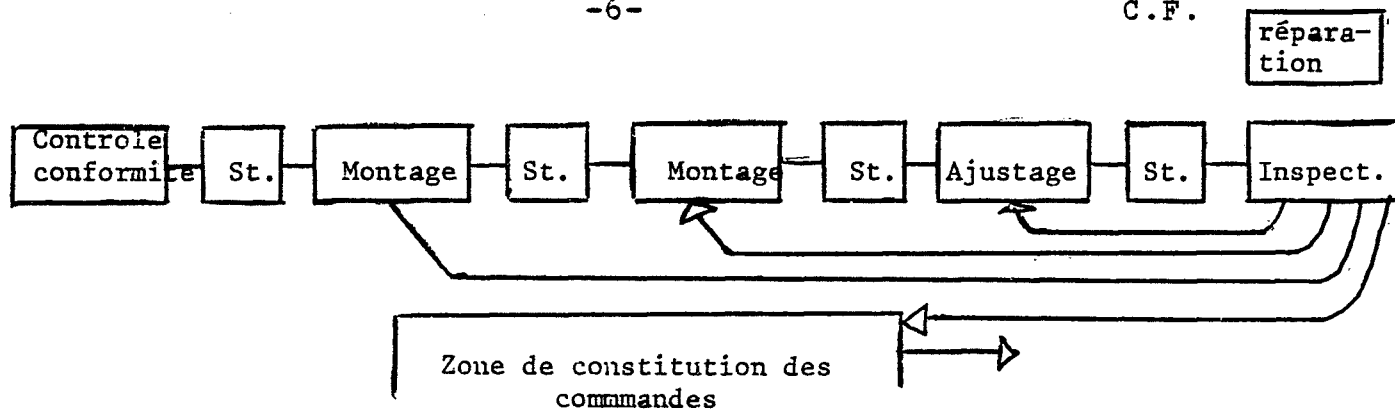 -6-
C.F.
répara-
tion
Controle
conformite
St.
Montage
St.
Montage
St.
Ajustage
St.
Inspect.
Zone de constitution des
commandes